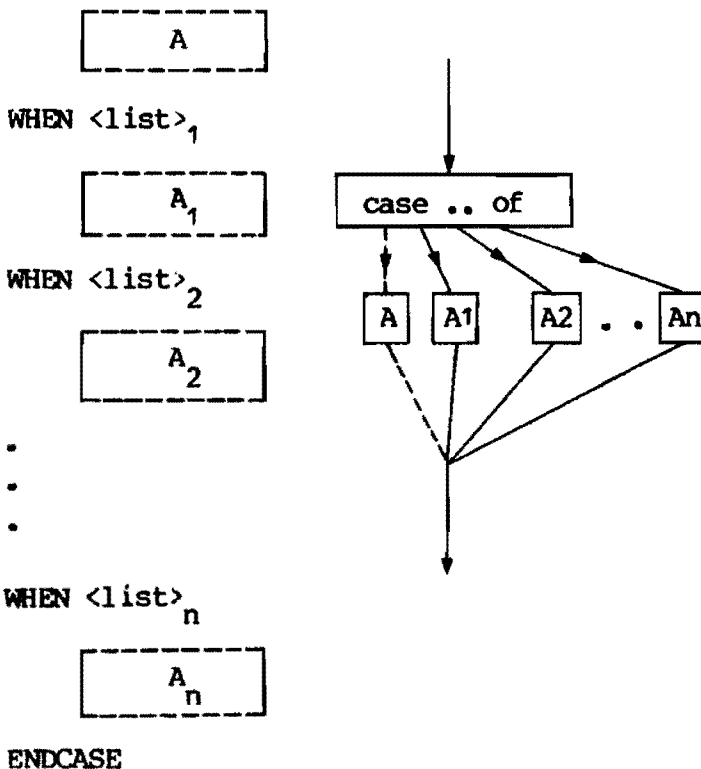 A
WHEN <list>₁
A₁
WHEN <list>₂
A₂
.
.
.
WHEN <list>ₙ
Aₙ
ENDCASE
case .. of
A A1 A2 . . An